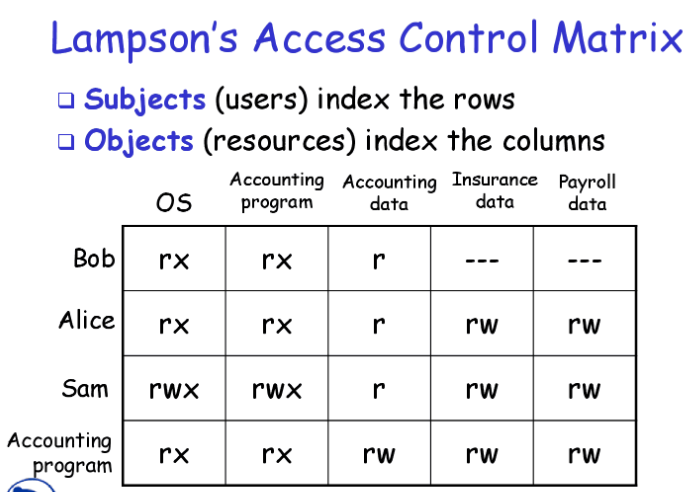 Lampson's Access Control Matrix
Subjects (users) index the rows
Objects (resources) index the columns
OS Accounting program Accounting data Insurance data Payroll data
Bob rx rx r --- ---
Alice rx rx r rw rw
Sam rwx rwx r rw rw
Accounting program rx rx rw rw rw